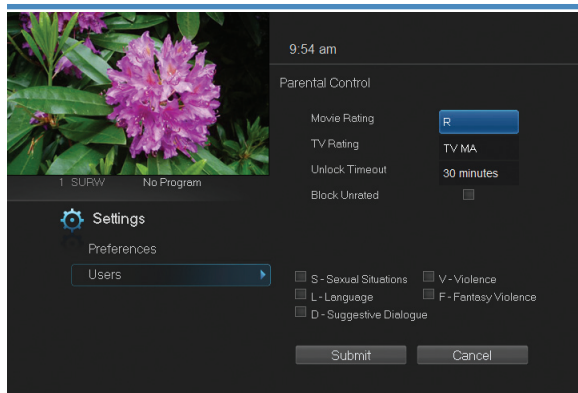 9:54 am
Parental Control
Movie Rating R
TV Rating TV MA
Unlock Timeout 30 minutes
Block Unrated
1 SURW No Program
Settings
Preferences
Users
S - Sexual Situations V - Violence
L - Language F - Fantasy Violence
D - Suggestive Dialogue
Submit Cancel